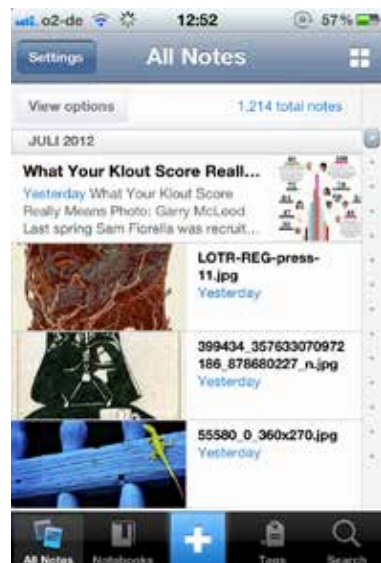 o2-de 12:52 57%
Settings All Notes
View options 1.214 total notes
JULI 2012
What Your Klout Score Reall...
Yesterday What Your Klout Score
Really Means Photo: Garry McLeod
Last spring Sam Fiorella was recruit...
LOTR-REG-press-
11.jpg
Yesterday
399434_357633070972
186_878680227_n.jpg
Yesterday
55580_0_360x270.jpg
Yesterday
All Notes Notebooks Tags Search